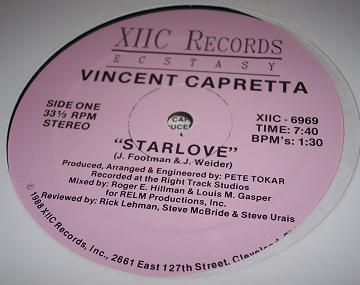 XIIC RECORDS
ECSTASY
VINCENT CAPRETTA
SIDE ONE
33⅓ RPM
STEREO
XIIC - 6969
TIME: 7:40
BPM's: 1:30
"STARLOVE"
(J. Footman & J. Weider)
Produced, Arranged & Engineered by: PETE TOKAR
Recorded at the Right Track Studios
Mixed by: Roger E. Hillman & Louis M. Gasper
for RELM Productions, Inc.
Reviewed by: Rick Lehman, Steve McBride & Steve Urais
© 1988 XIIC Records, Inc., 2661 East 127th Street, Cleveland,